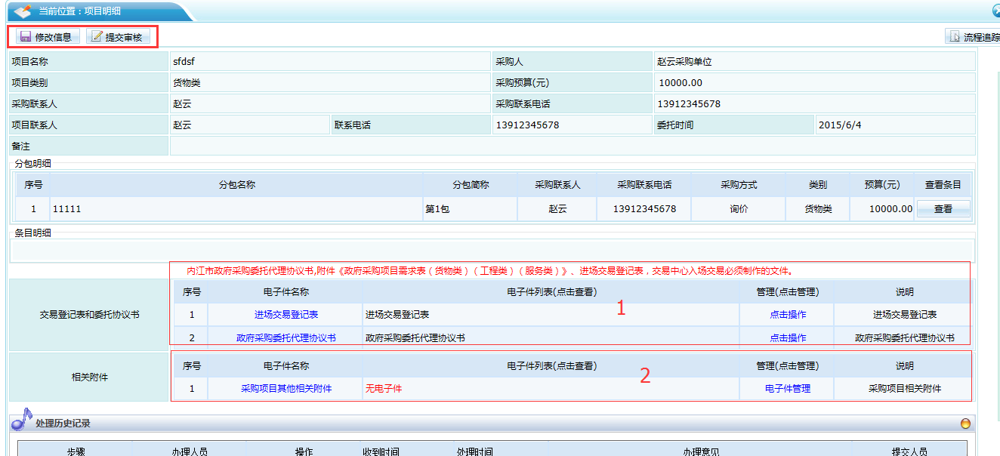 当前位置：项目明细
修改信息 提交审核 流程追踪
项目名称 sfdsf 采购人 赵云采购单位
项目类别 货物类 采购预算(元) 10000.00
采购联系人 赵云 采购联系电话 13912345678
项目联系人 赵云 联系电话 13912345678 委托时间 2015/6/4
备注
分包明细
序号 分包名称 分包简称 采购联系人 采购联系电话 采购方式 类别 预算(元) 查看条目
1 11111 第1包 赵云 13912345678 询价 货物类 10000.00 查看
条目明细
内江市政府采购委托代理协议书,附件《政府采购项目需求表（货物类）（工程类）（服务类）》、进场交易登记表，交易中心入场交易必须制作的文件。
交易登记表和委托协议书
序号 电子件名称 电子件列表(点击查看) 管理(点击管理) 说明
1 进场交易登记表 进场交易登记表 点击操作 进场交易登记表
2 政府采购委托代理协议书 政府采购委托代理协议书 点击操作 政府采购委托代理协议书
1
相关附件
序号 电子件名称 电子件列表(点击查看) 管理(点击管理) 说明
1 采购项目其他相关附件 无电子件 电子件管理 采购项目相关附件
2
处理历史记录
步骤 办理人员 操作 收到时间 处理时间 办理意见 提交人员